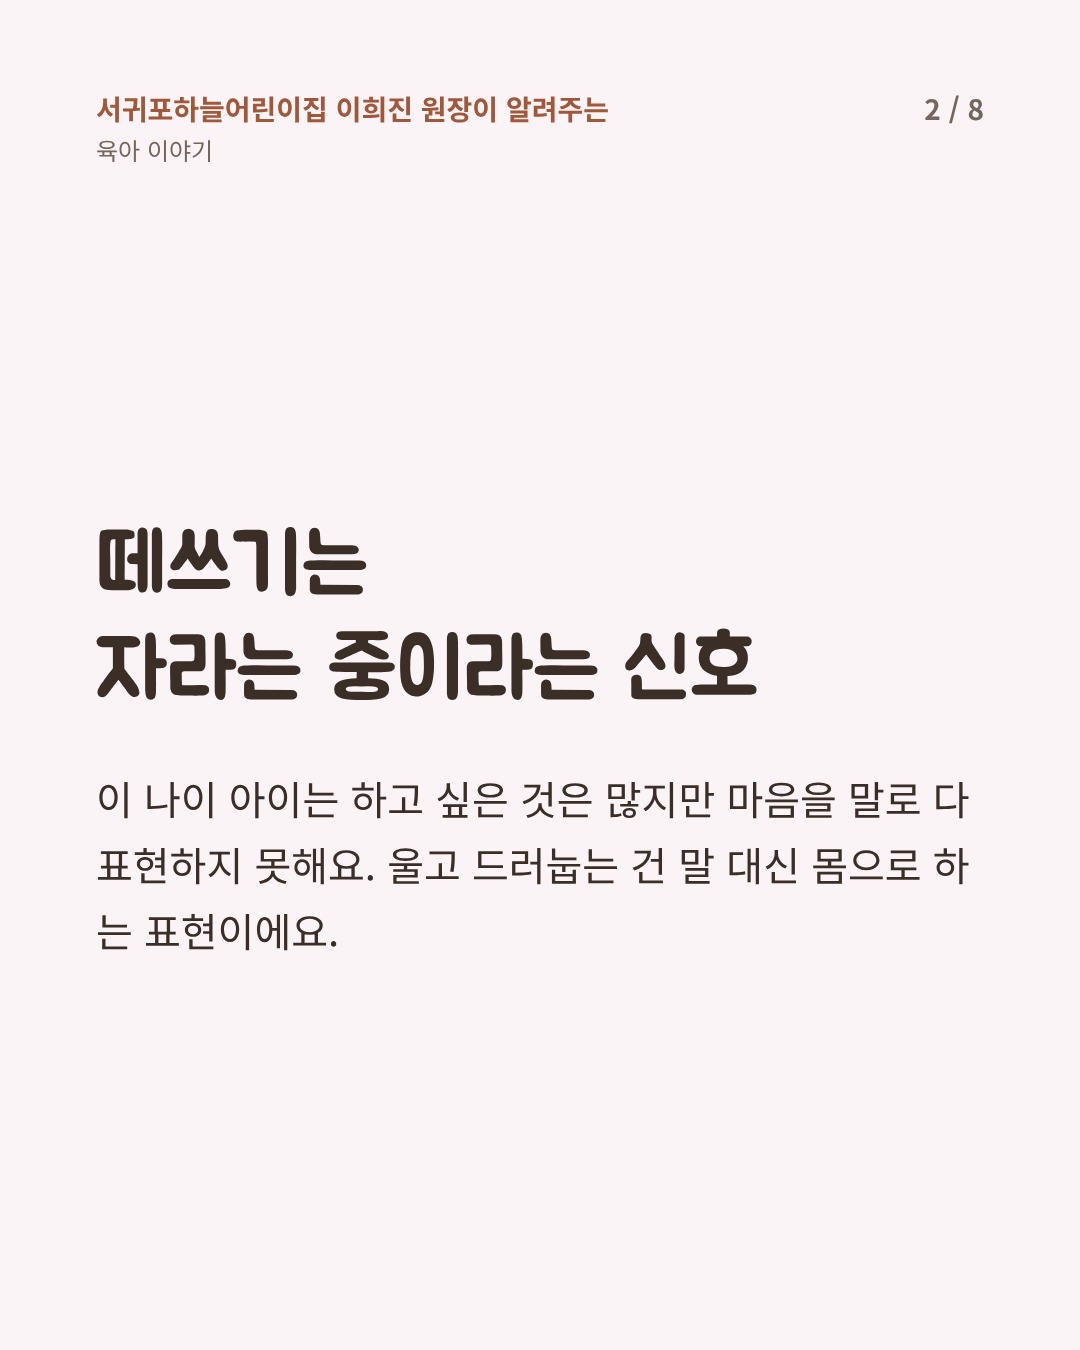 서귀포하늘어린이집 이희진 원장이 알려주는
2 / 8
육아 이야기
떼쓰기는
자라는 중이라는 신호
이 나이 아이는 하고 싶은 것은 많지만 마음을 말로 다
표현하지 못해요. 울고 드러눕는 건 말 대신 몸으로 하
는 표현이에요.